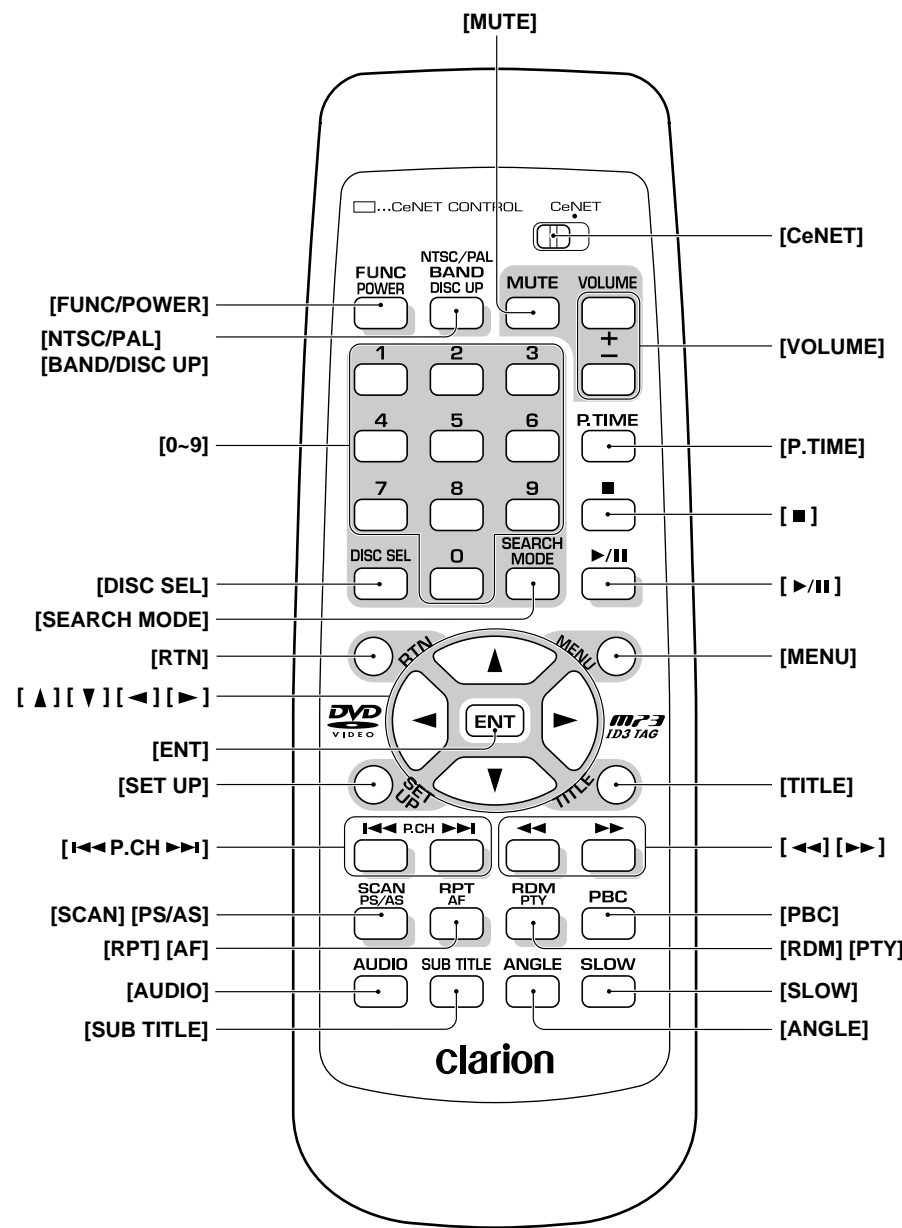 [MUTE]
□...CeNET CONTROL CeNET
[CeNET]
NTSC/PAL
FUNC BAND MUTE VOLUME
POWER DISC UP
[FUNC/POWER]
[NTSC/PAL]
[BAND/DISC UP]
+
−
[VOLUME]
1 2 3
4 5 6 P.TIME
[0~9]
[P.TIME]
7 8 9 ■
[ ■ ]
DISC SEL 0 SEARCH MODE ►/II
[DISC SEL]
[ ►/II ]
[SEARCH MODE]
RTN MENU
[RTN]
[MENU]
[ ▲ ] [ ▼ ] [ ◄ ] [ ► ]
▲
DVD ◄ ENT ► MP3
VIDEO ID3 TAG
▼
[ENT]
[SET UP]
SET UP TITLE
[TITLE]
I◄◄ P.CH ►►I ◄◄ ►►
[ I◄◄ P.CH ►►I ]
[ ◄◄ ] [ ►► ]
SCAN RPT RDM PBC
PS/AS AF PTY
[SCAN] [PS/AS]
[PBC]
[RPT] [AF]
[RDM] [PTY]
AUDIO SUB TITLE ANGLE SLOW
[AUDIO]
[SLOW]
[SUB TITLE]
[ANGLE]
clarion